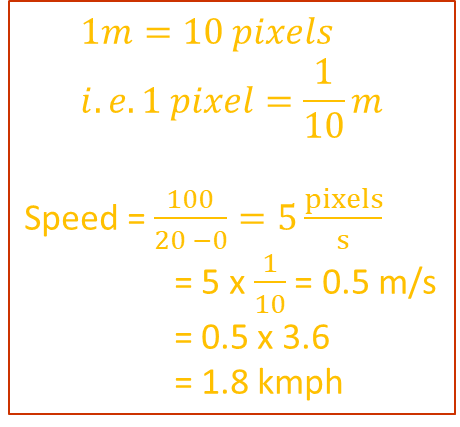 1m = 10 pixels
i.e.1 pixel = 1/10 m
Speed = 100/20 –0 = 5 pixels/s
= 5 x 1/10 = 0.5 m/s
= 0.5 x 3.6
= 1.8 kmph